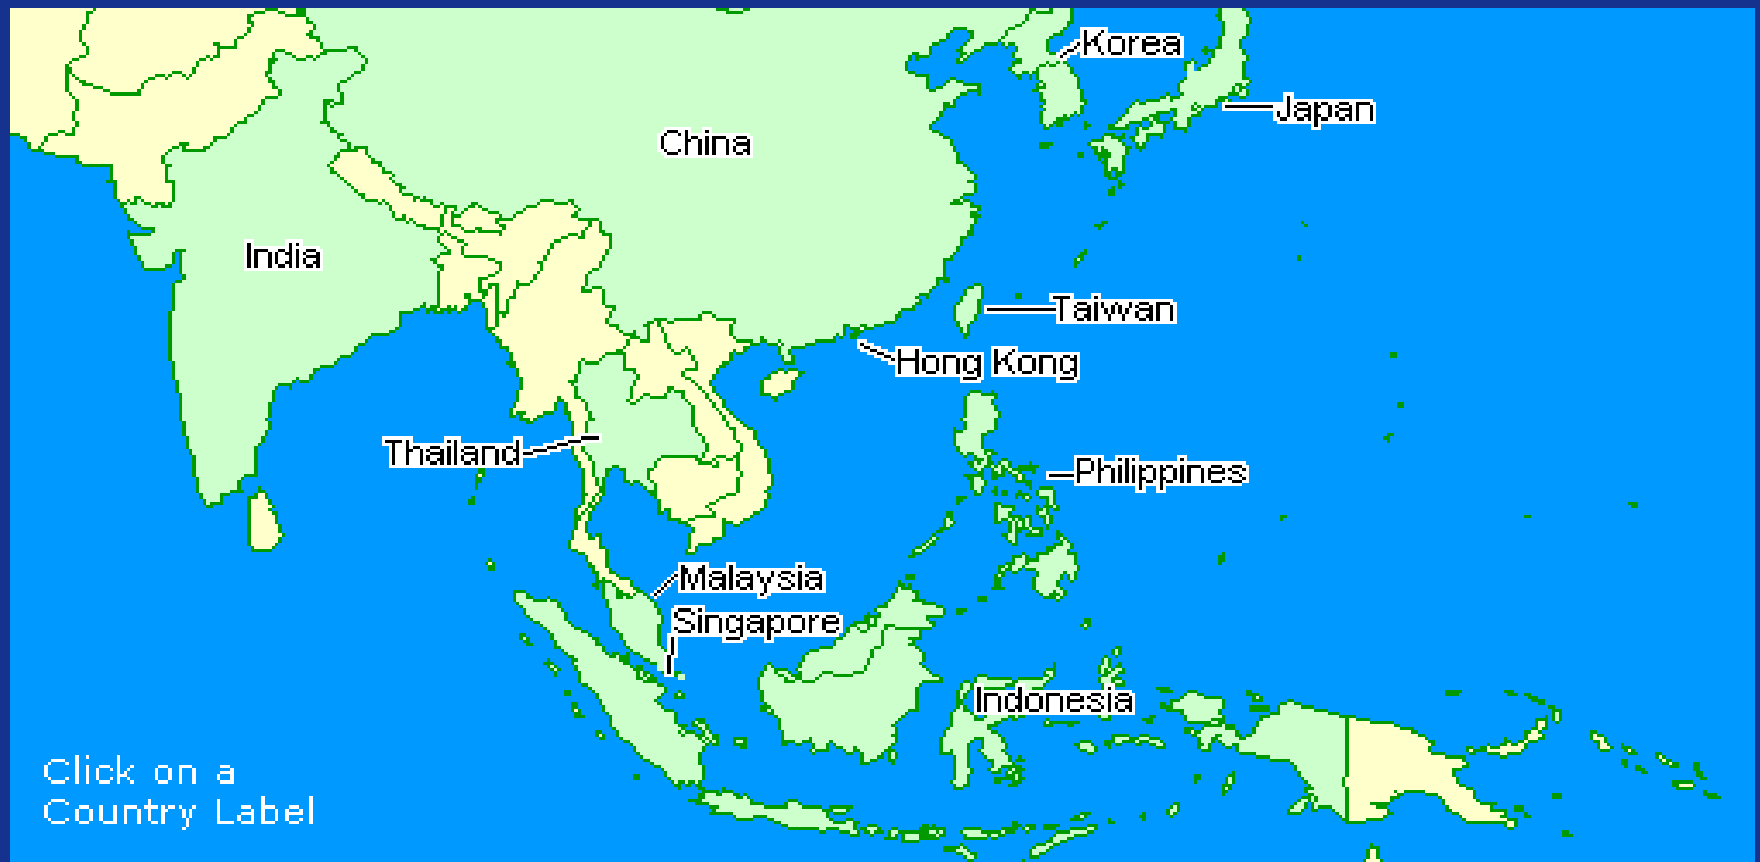 Korea
Japan
China
India
Taiwan
Hong Kong
Thailand
Philippines
Malaysia
Singapore
Indonesia
Click on a
Country Label